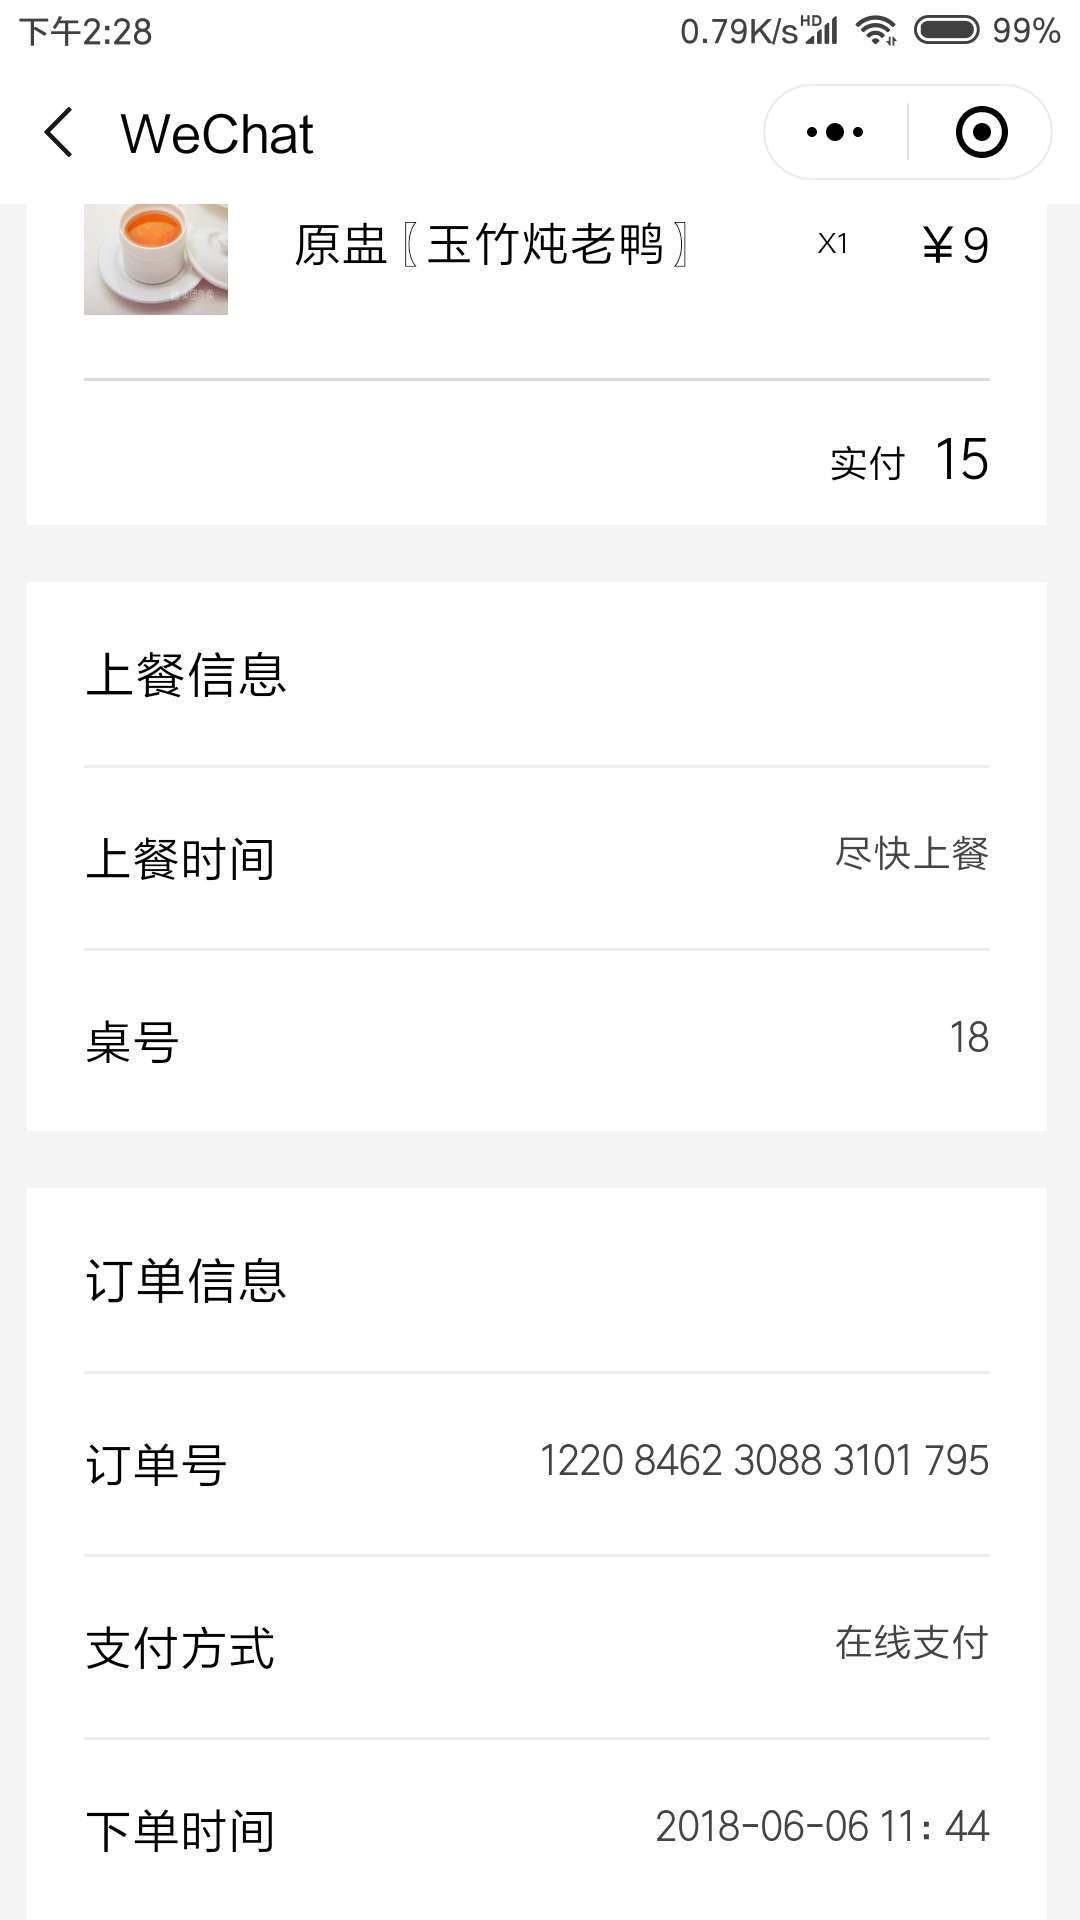 下午2:28 0.79K/s HD 99%
WeChat
原盅〖玉竹炖老鸭〗 X1 ¥9
实付 15
上餐信息
上餐时间 尽快上餐
桌号 18
订单信息
订单号 1220 8462 3088 3101 795
支付方式 在线支付
下单时间 2018-06-06 11：44